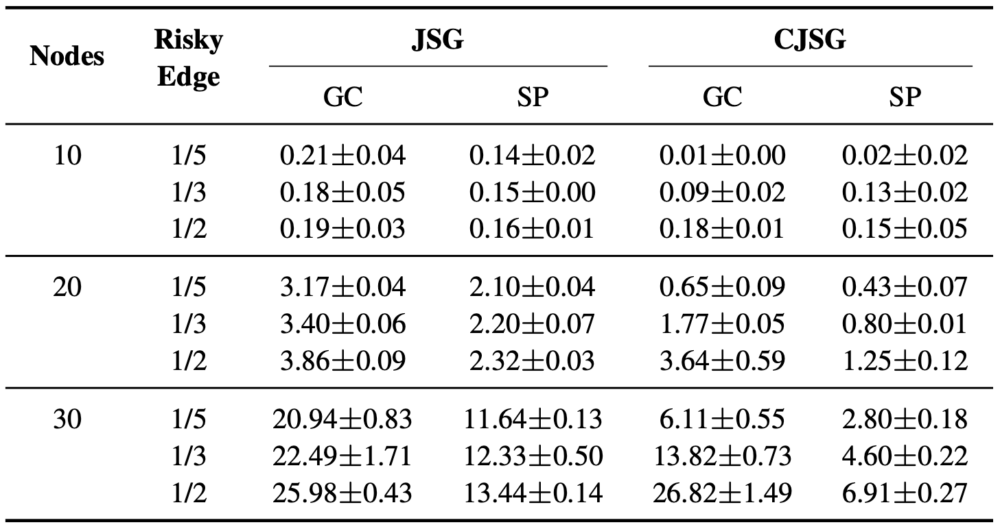 Nodes Risky Edge JSG CJSG
GC SP GC SP
10 1/5 0.21±0.04 0.14±0.02 0.01±0.00 0.02±0.02
1/3 0.18±0.05 0.15±0.00 0.09±0.02 0.13±0.02
1/2 0.19±0.03 0.16±0.01 0.18±0.01 0.15±0.05
20 1/5 3.17±0.04 2.10±0.04 0.65±0.09 0.43±0.07
1/3 3.40±0.06 2.20±0.07 1.77±0.05 0.80±0.01
1/2 3.86±0.09 2.32±0.03 3.64±0.59 1.25±0.12
30 1/5 20.94±0.83 11.64±0.13 6.11±0.55 2.80±0.18
1/3 22.49±1.71 12.33±0.50 13.82±0.73 4.60±0.22
1/2 25.98±0.43 13.44±0.14 26.82±1.49 6.91±0.27